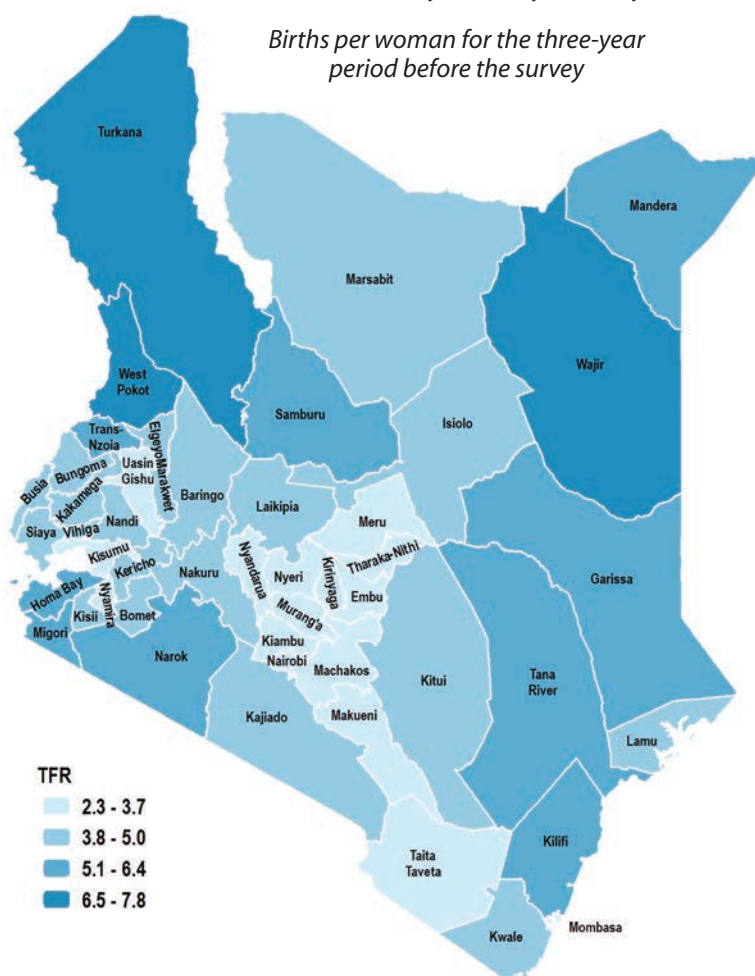 Births per woman for the three-year
period before the survey
Turkana
Mandera
Marsabit
Wajir
West
Pokot
Samburu
Isiolo
Trans-
Nzoia
ElgeyoMarakwet
Uasin
Gishu
Bungoma
Busia
Kakamega
Baringo
Laikipia
Meru
Siaya
Vihiga
Nandi
Kisumu
Kericho
Nakuru
Nyandarua
Nyeri
Kirinyaga
Tharaka-Nithi
Embu
Garissa
Homa Bay
Kisii
Nyamira
Bomet
Murang'a
Migori
Narok
Kiambu
Nairobi
Machakos
Kitui
Tana
River
Kajiado
Makueni
Lamu
TFR
2.3 - 3.7
3.8 - 5.0
5.1 - 6.4
6.5 - 7.8
Taita
Taveta
Kilifi
Mombasa
Kwale